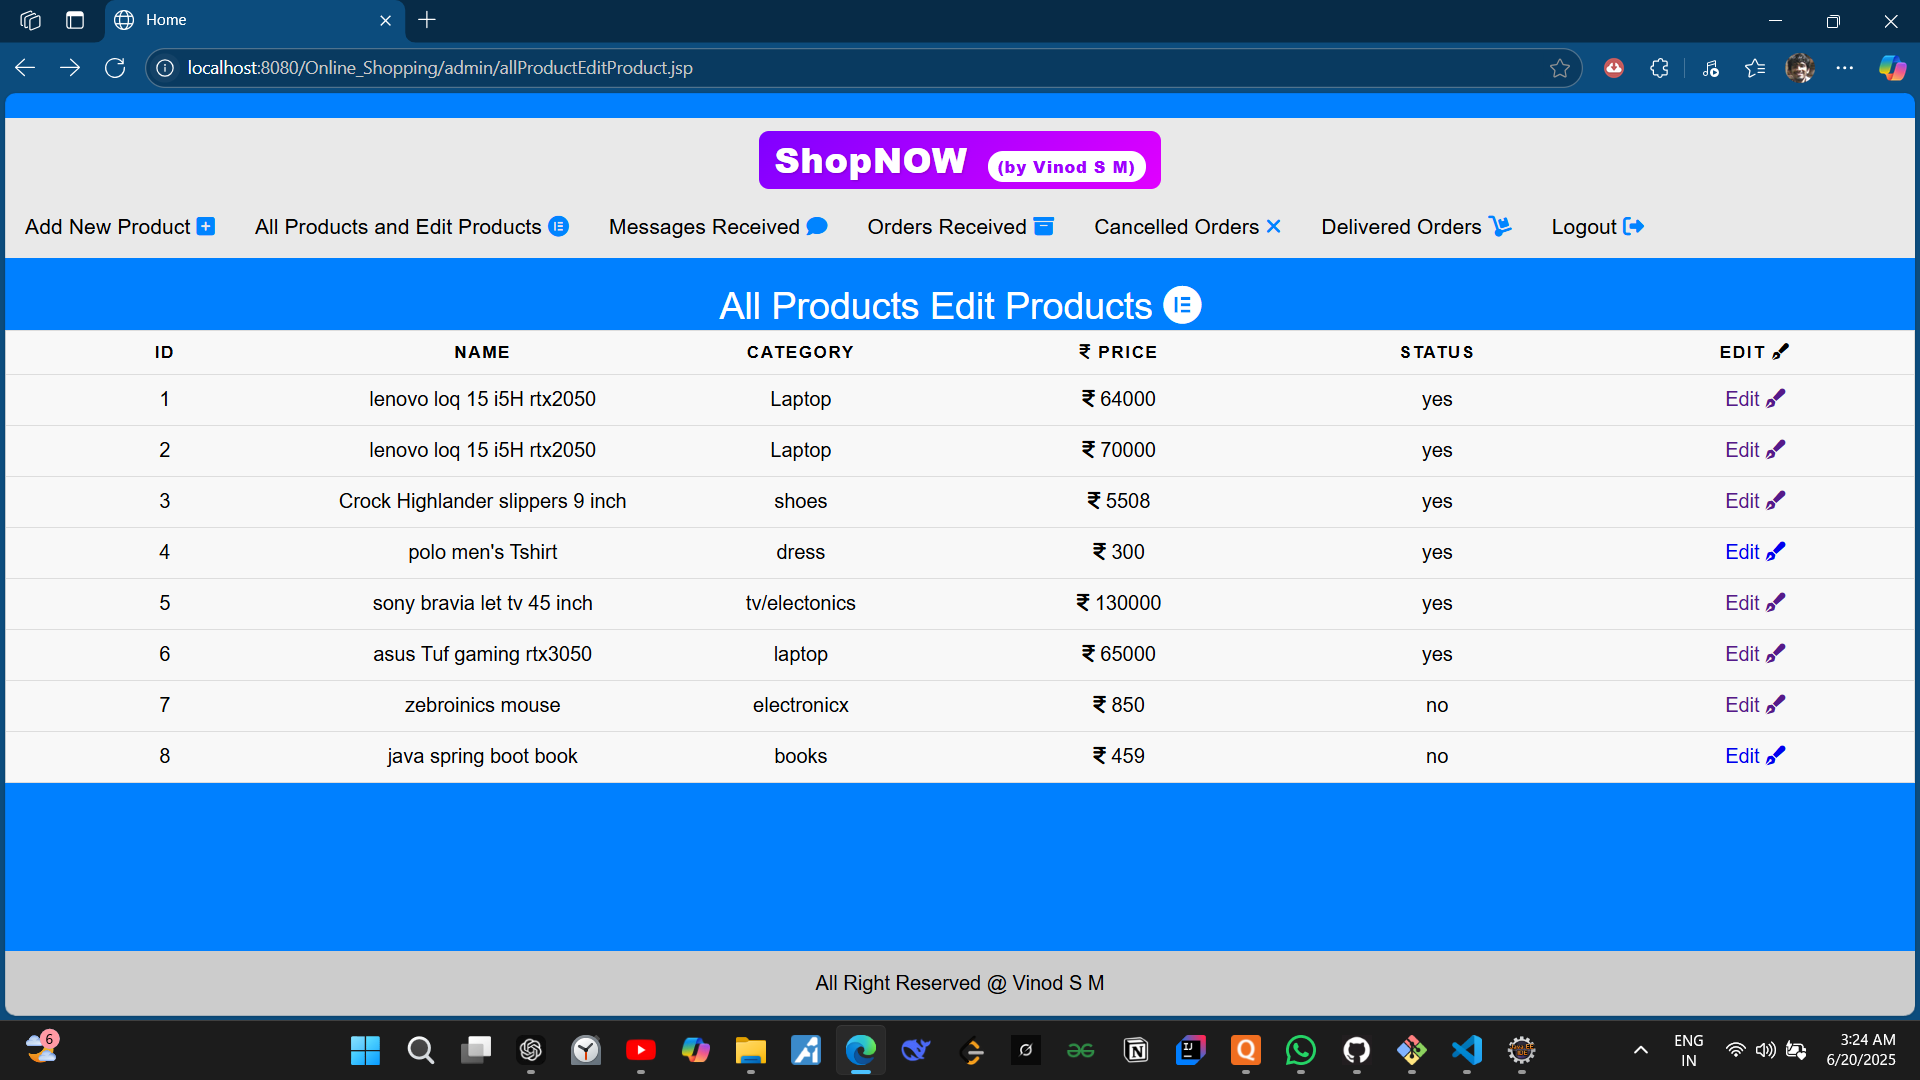 Home
localhost:8080/Online_Shopping/admin/allProductEditProduct.jsp
ShopNOW (by Vinod S M)
Add New Product All Products and Edit Products Messages Received Orders Received Cancelled Orders Delivered Orders Logout
All Products Edit Products
ID NAME CATEGORY ₹ PRICE STATUS EDIT
1 lenovo loq 15 i5H rtx2050 Laptop ₹ 64000 yes Edit
2 lenovo loq 15 i5H rtx2050 Laptop ₹ 70000 yes Edit
3 Crock Highlander slippers 9 inch shoes ₹ 5508 yes Edit
4 polo men's Tshirt dress ₹ 300 yes Edit
5 sony bravia let tv 45 inch tv/electonics ₹ 130000 yes Edit
6 asus Tuf gaming rtx3050 laptop ₹ 65000 yes Edit
7 zebroinics mouse electronicx ₹ 850 no Edit
8 java spring boot book books ₹ 459 no Edit
All Right Reserved @ Vinod S M
6
ENG
IN
3:24 AM
6/20/2025